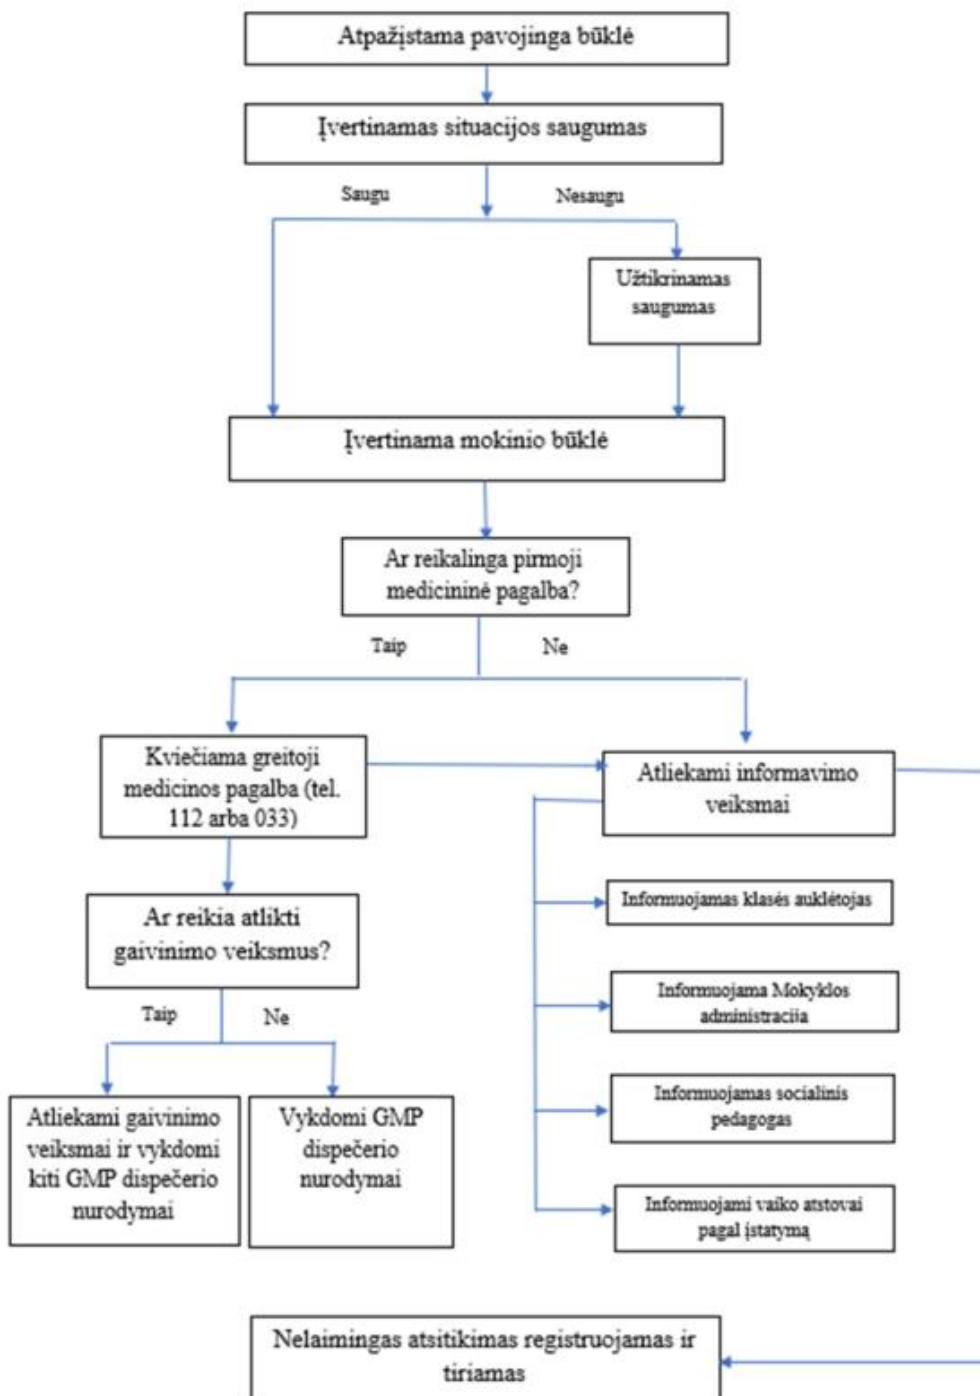 Atpažįstama pavojinga būklė
Įvertinamas situacijos saugumas
Saugu
Nesaugu
Užtikrinamas
saugumas
Įvertinama mokinio būklė
Ar reikalinga pirmoji
medicininė pagalba?
Taip
Ne
Kviečiama greitoji
medicinos pagalba (tel.
112 arba 033)
Atliekami informavimo
veiksmai
Informuojamas klasės auklėtojas
Ar reikia atlikti
gaivinimo veiksmus?
Informuojama Mokyklos
administracija
Taip
Ne
Atliekami gaivinimo
veiksmai ir vykdomi
kiti GMP dispečerio
nurodymai
Vykdomi GMP
dispečerio
nurodymai
Informuojamas socialinis
pedagogas
Informuojami vaiko atstovai
pagal įstatymą
Nelaimingas atsitikimas registruojamas ir
tiriamas